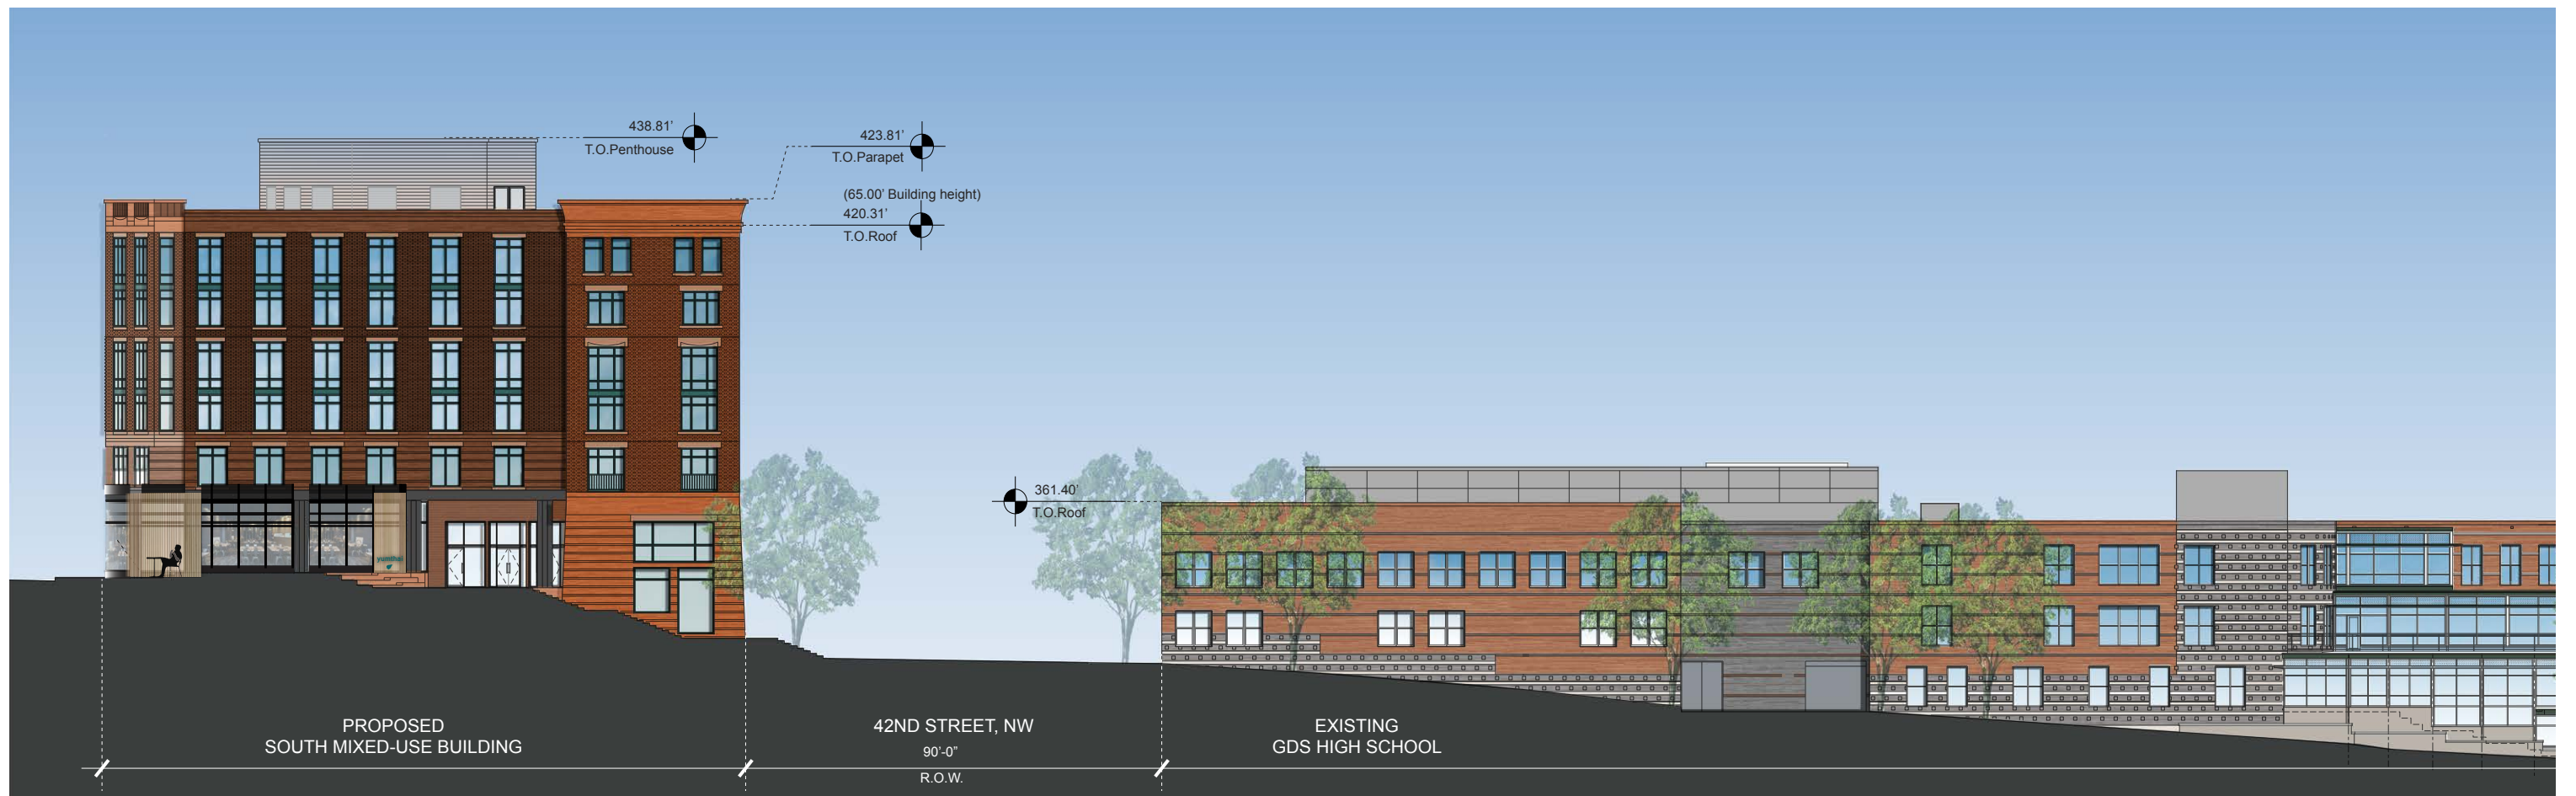 438.81'
T.O.Penthouse
423.81'
T.O.Parapet
(65.00' Building height)
420.31'
T.O.Roof
361.40'
T.O.Roof
PROPOSED
SOUTH MIXED-USE BUILDING
42ND STREET, NW
90'-0"
R.O.W.
EXISTING
GDS HIGH SCHOOL